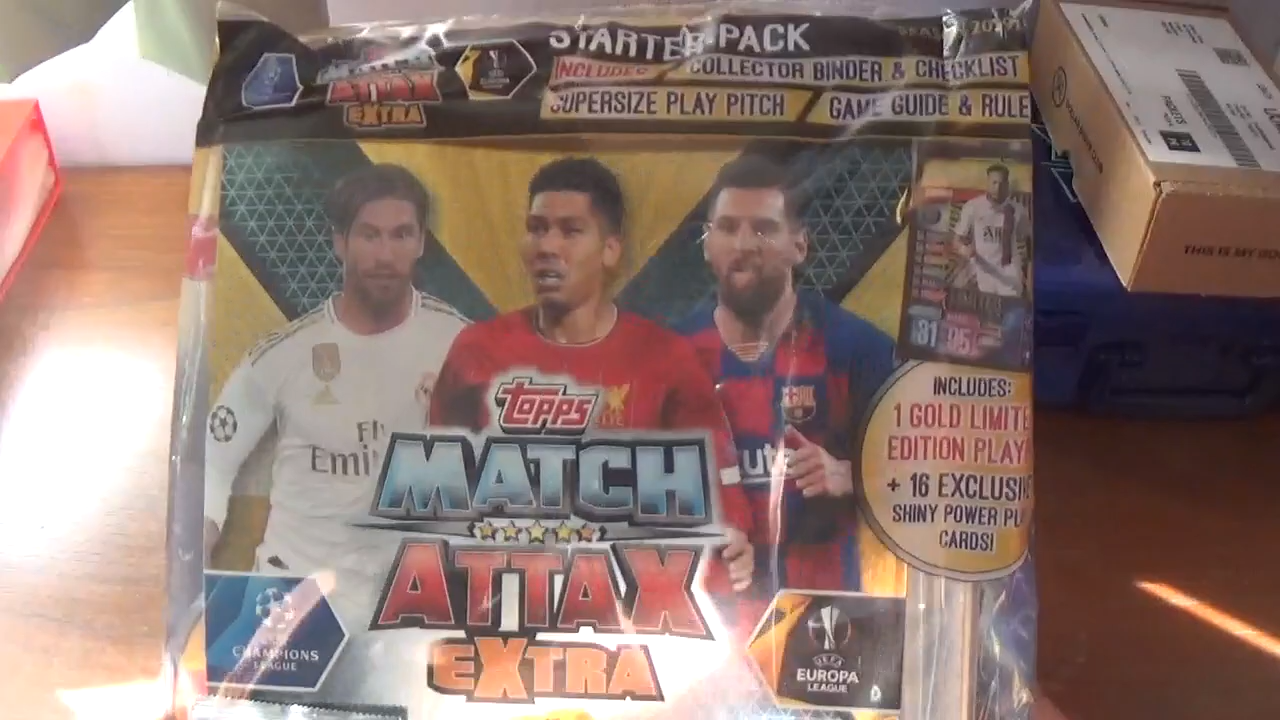 STARTER PACK
INCLUDES COLLECTOR BINDER & CHECKLIST
SUPERSIZE PLAY PITCH
GAME GUIDE & RULE
ATTAX
EXTRA
81 95
INCLUDES:
1 GOLD LIMITE
EDITION PLAY
+ 16 EXCLUSI
SHINY POWER PL
CARDS!
Fly
Emi
topps
MATCH
ATTAX
EXTRA
CHAMPIONS
LEAGUE
UEFA
EUROPA
LEAGUE
THIS IS MY